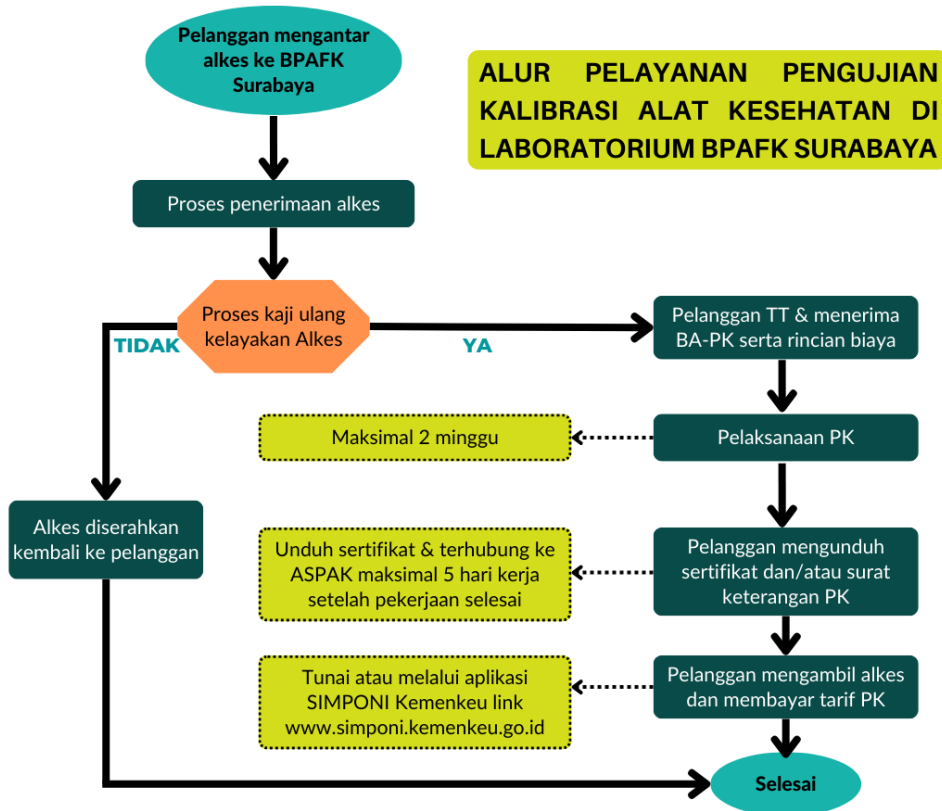 Pelanggan mengantar
alkes ke BPAFK
Surabaya
ALUR PELAYANAN PENGUJIAN
KALIBRASI ALAT KESEHATAN DI
LABORATORIUM BPAFK SURABAYA
Proses penerimaan alkes
Proses kaji ulang
kelayakan Alkes
TIDAK
YA
Pelanggan TT & menerima
BA-PK serta rincian biaya
Maksimal 2 minggu
Pelaksanaan PK
Alkes diserahkan
kembali ke pelanggan
Unduh sertifikat & terhubung ke
ASPAK maksimal 5 hari kerja
setelah pekerjaan selesai
Pelanggan mengunduh
sertifikat dan/atau surat
keterangan PK
Tunai atau melalui aplikasi
SIMPONI Kemenkeu link
www.simponi.kemenkeu.go.id
Pelanggan mengambil alkes
dan membayar tarif PK
Selesai